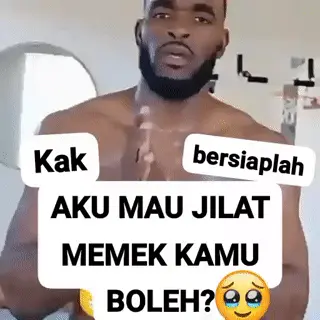 Kak
bersiaplah
AKU MAU JILAT
MEMEK KAMU
BOLEH?